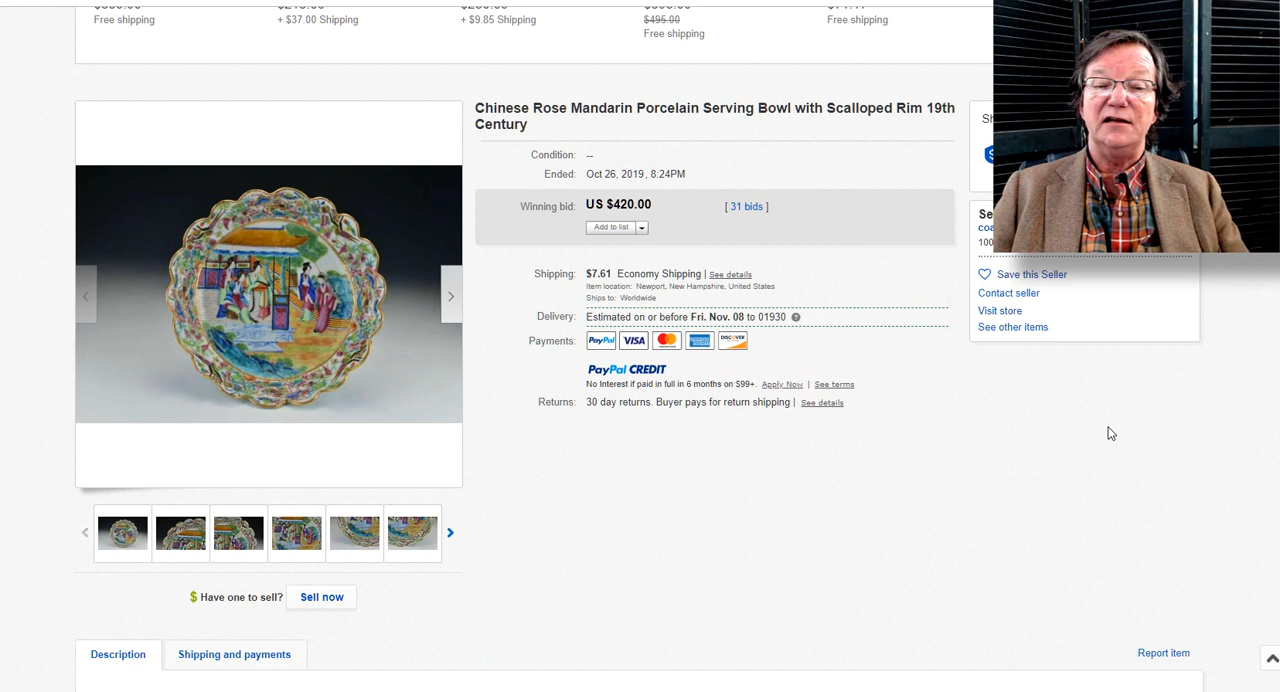 Free shipping
+ $37.00 Shipping
+ $9.85 Shipping
$495.00
Free shipping
Free shipping
Chinese Rose Mandarin Porcelain Serving Bowl with Scalloped Rim 19th
Century
Condition: --
Ended: Oct 26, 2019 , 8:24PM
Winning bid: US $420.00 [ 31 bids ]
Add to list
Shipping: $7.61 Economy Shipping | See details
Item location: Newport, New Hampshire, United States
Ships to: Worldwide
Delivery: Estimated on or before Fri. Nov. 08 to 01930
Payments: PayPal VISA MasterCard AMERICAN EXPRESS DISCOVER
PayPal CREDIT
No Interest if paid in full in 6 months on $99+. Apply Now | See terms
Returns: 30 day returns. Buyer pays for return shipping | See details
Save this Seller
Contact seller
Visit store
See other items
$ Have one to sell? Sell now
Description Shipping and payments
Report item